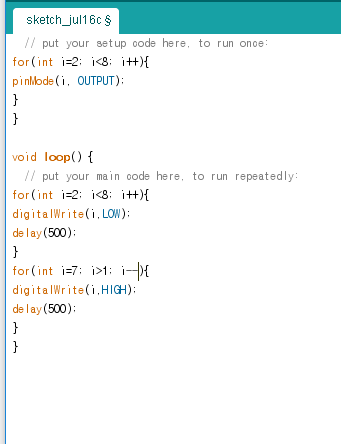 sketch_jul16c §
// put your setup code here, to run once:
for(int i=2; i<8; i++){
pinMode(i, OUTPUT);
}
}
void loop() {
// put your main code here, to run repeatedly:
for(int i=2; i<8; i++){
digitalWrite(i,LOW);
delay(500);
}
for(int i=7; i>1; i--){
digitalWrite(i,HIGH);
delay(500);
}
}